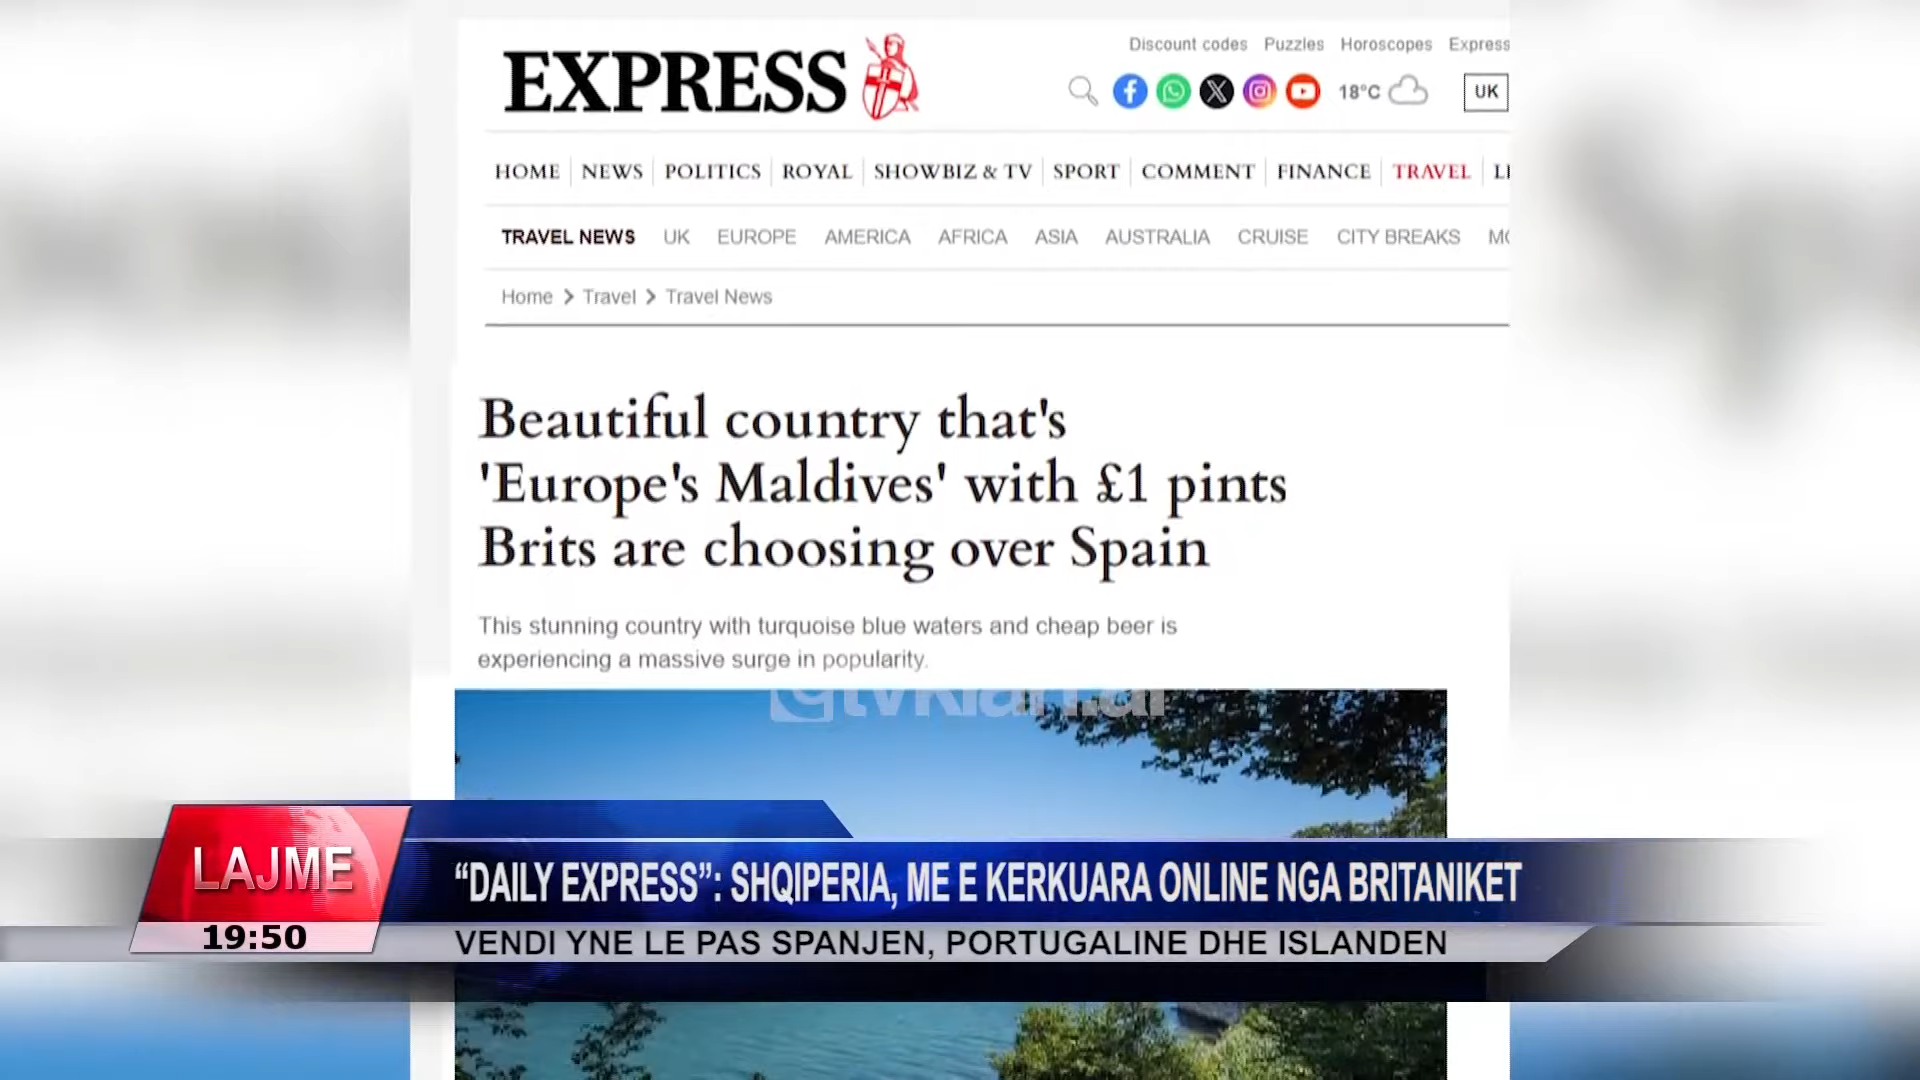 EXPRESS
Discount codes Puzzles Horoscopes Express
18°C
UK
HOME NEWS POLITICS ROYAL SHOWBIZ & TV SPORT COMMENT FINANCE TRAVEL
TRAVEL NEWS UK EUROPE AMERICA AFRICA ASIA AUSTRALIA CRUISE CITY BREAKS
Home > Travel > Travel News
Beautiful country that's
'Europe's Maldives' with £1 pints
Brits are choosing over Spain
This stunning country with turquoise blue waters and cheap beer is
experiencing a massive surge in popularity.
LAJME
19:50
“DAILY EXPRESS”: SHQIPERIA, ME E KERKUARA ONLINE NGA BRITANIKET
VENDI YNE LE PAS SPANJEN, PORTUGALINE DHE ISLANDEN